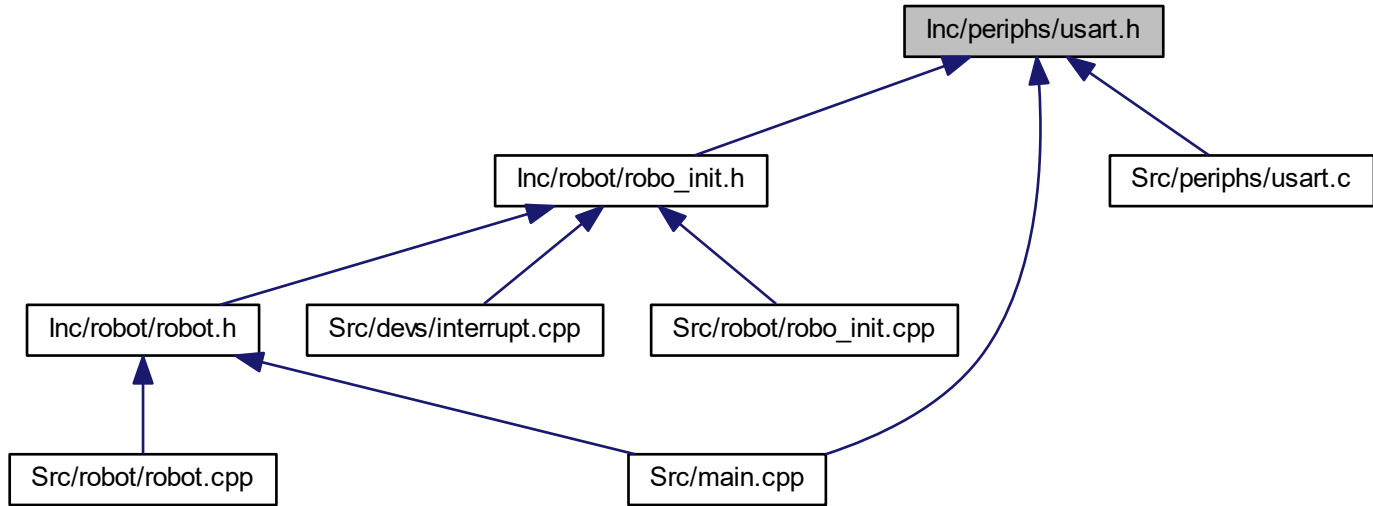 Inc/periphs/usart.h
Inc/robot/robo_init.h
Src/periphs/usart.c
Inc/robot/robot.h
Src/devs/interrupt.cpp
Src/robot/robo_init.cpp
Src/robot/robot.cpp
Src/main.cpp